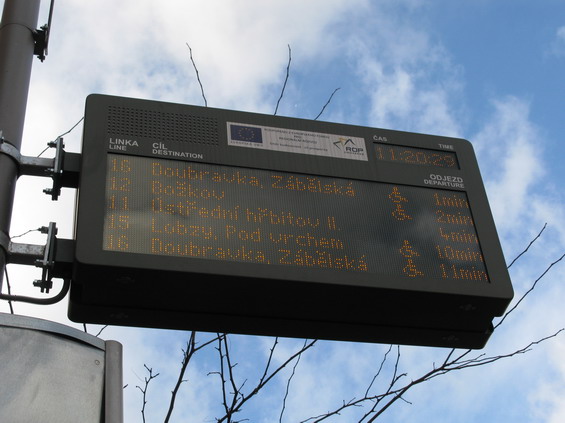 LINKA CÍL ČAS TIME
LINE DESTINATION 11:20:29
ROP
ODJEZD
DEPARTURE
16 Doubravka, Zábělská 1min
12 Božkov 2min
11 Ústřední hřbitov II. 4min
15 Lobzy, Pod vrchem 10min
16 Doubravka, Zábělská 11min